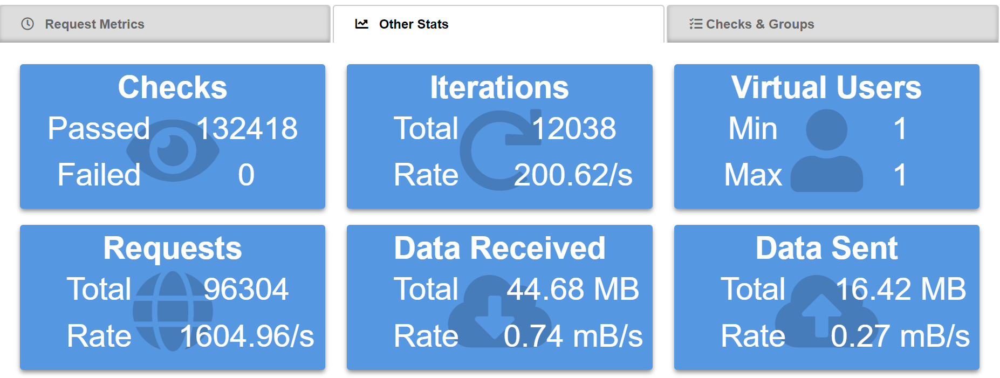 Request Metrics
Other Stats
Checks & Groups
Checks
Passed 132418
Failed 0
Iterations
Total 12038
Rate 200.62/s
Virtual Users
Min 1
Max 1
Requests
Total 96304
Rate 1604.96/s
Data Received
Total 44.68 MB
Rate 0.74 mB/s
Data Sent
Total 16.42 MB
Rate 0.27 mB/s